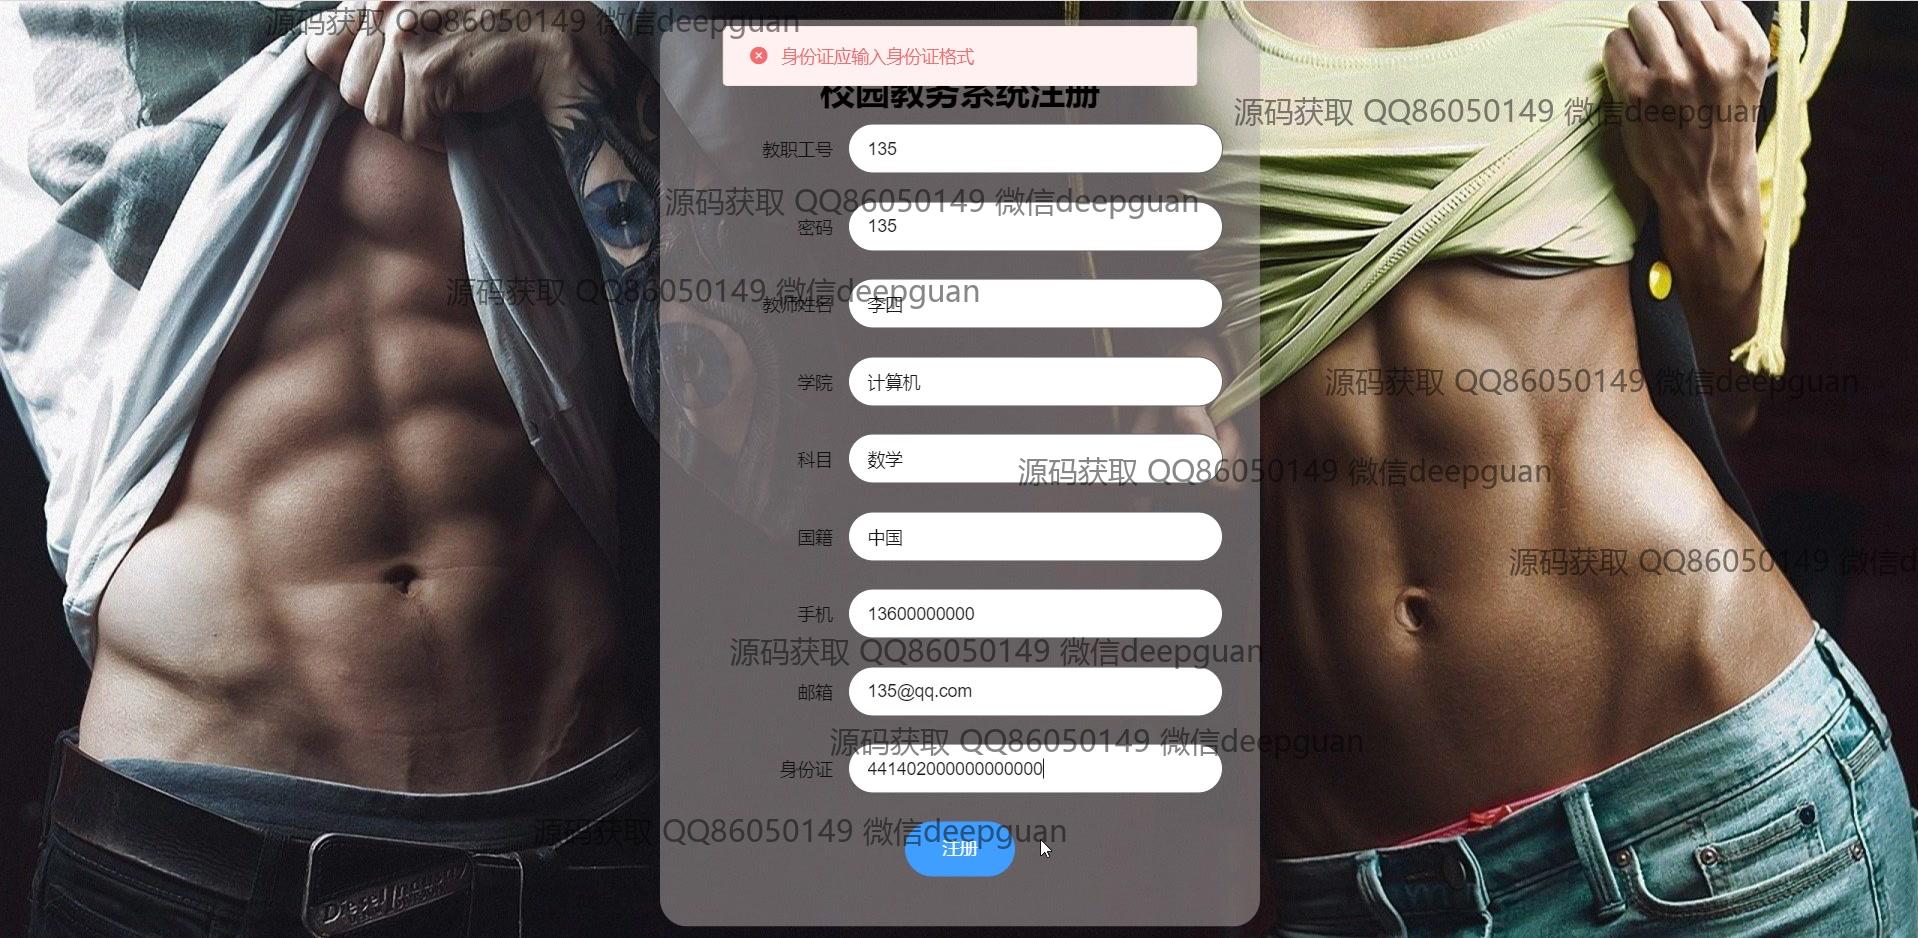 源码获取 QQ86050149 微信deepguan
身份证应输入身份证格式
校园教务系统注册
源码获取 QQ86050149 微信deepguan
教职工号 135
源码获取 QQ86050149 微信deepguan
密码 135
源码获取 QQ86050149 微信deepguan
教师姓名 李四
学院 计算机
源码获取 QQ86050149 微信deepguan
科目 数学
源码获取 QQ86050149 微信deepguan
国籍 中国
源码获取 QQ86050149 微信d
手机 13600000000
源码获取 QQ86050149 微信deepguan
邮箱 135@qq.com
源码获取 QQ86050149 微信deepguan
身份证 441402000000000000
源码获取 QQ86050149 微信deepguan
注册
Diesel